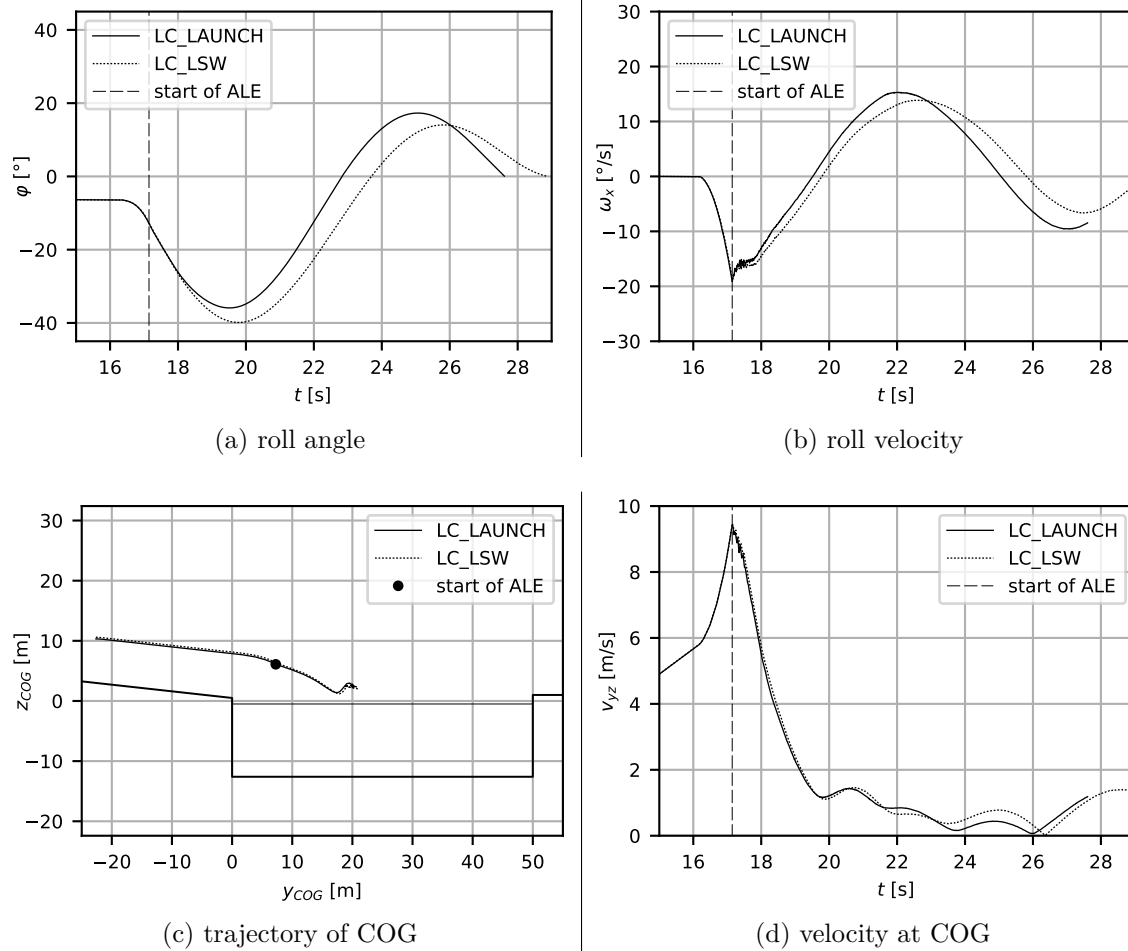 40
20
0
−20
−40
φ [°]
16 18 20 22 24 26 28
t [s]
LC_LAUNCH
LC_LSW
start of ALE
(a) roll angle
30
20
10
0
−10
−20
−30
ω_x [°/s]
16 18 20 22 24 26 28
t [s]
LC_LAUNCH
LC_LSW
start of ALE
(b) roll velocity
30
20
10
0
−10
−20
z_COG [m]
−20 −10 0 10 20 30 40 50
y_COG [m]
LC_LAUNCH
LC_LSW
start of ALE
(c) trajectory of COG
10
8
6
4
2
0
v_yz [m/s]
16 18 20 22 24 26 28
t [s]
LC_LAUNCH
LC_LSW
start of ALE
(d) velocity at COG